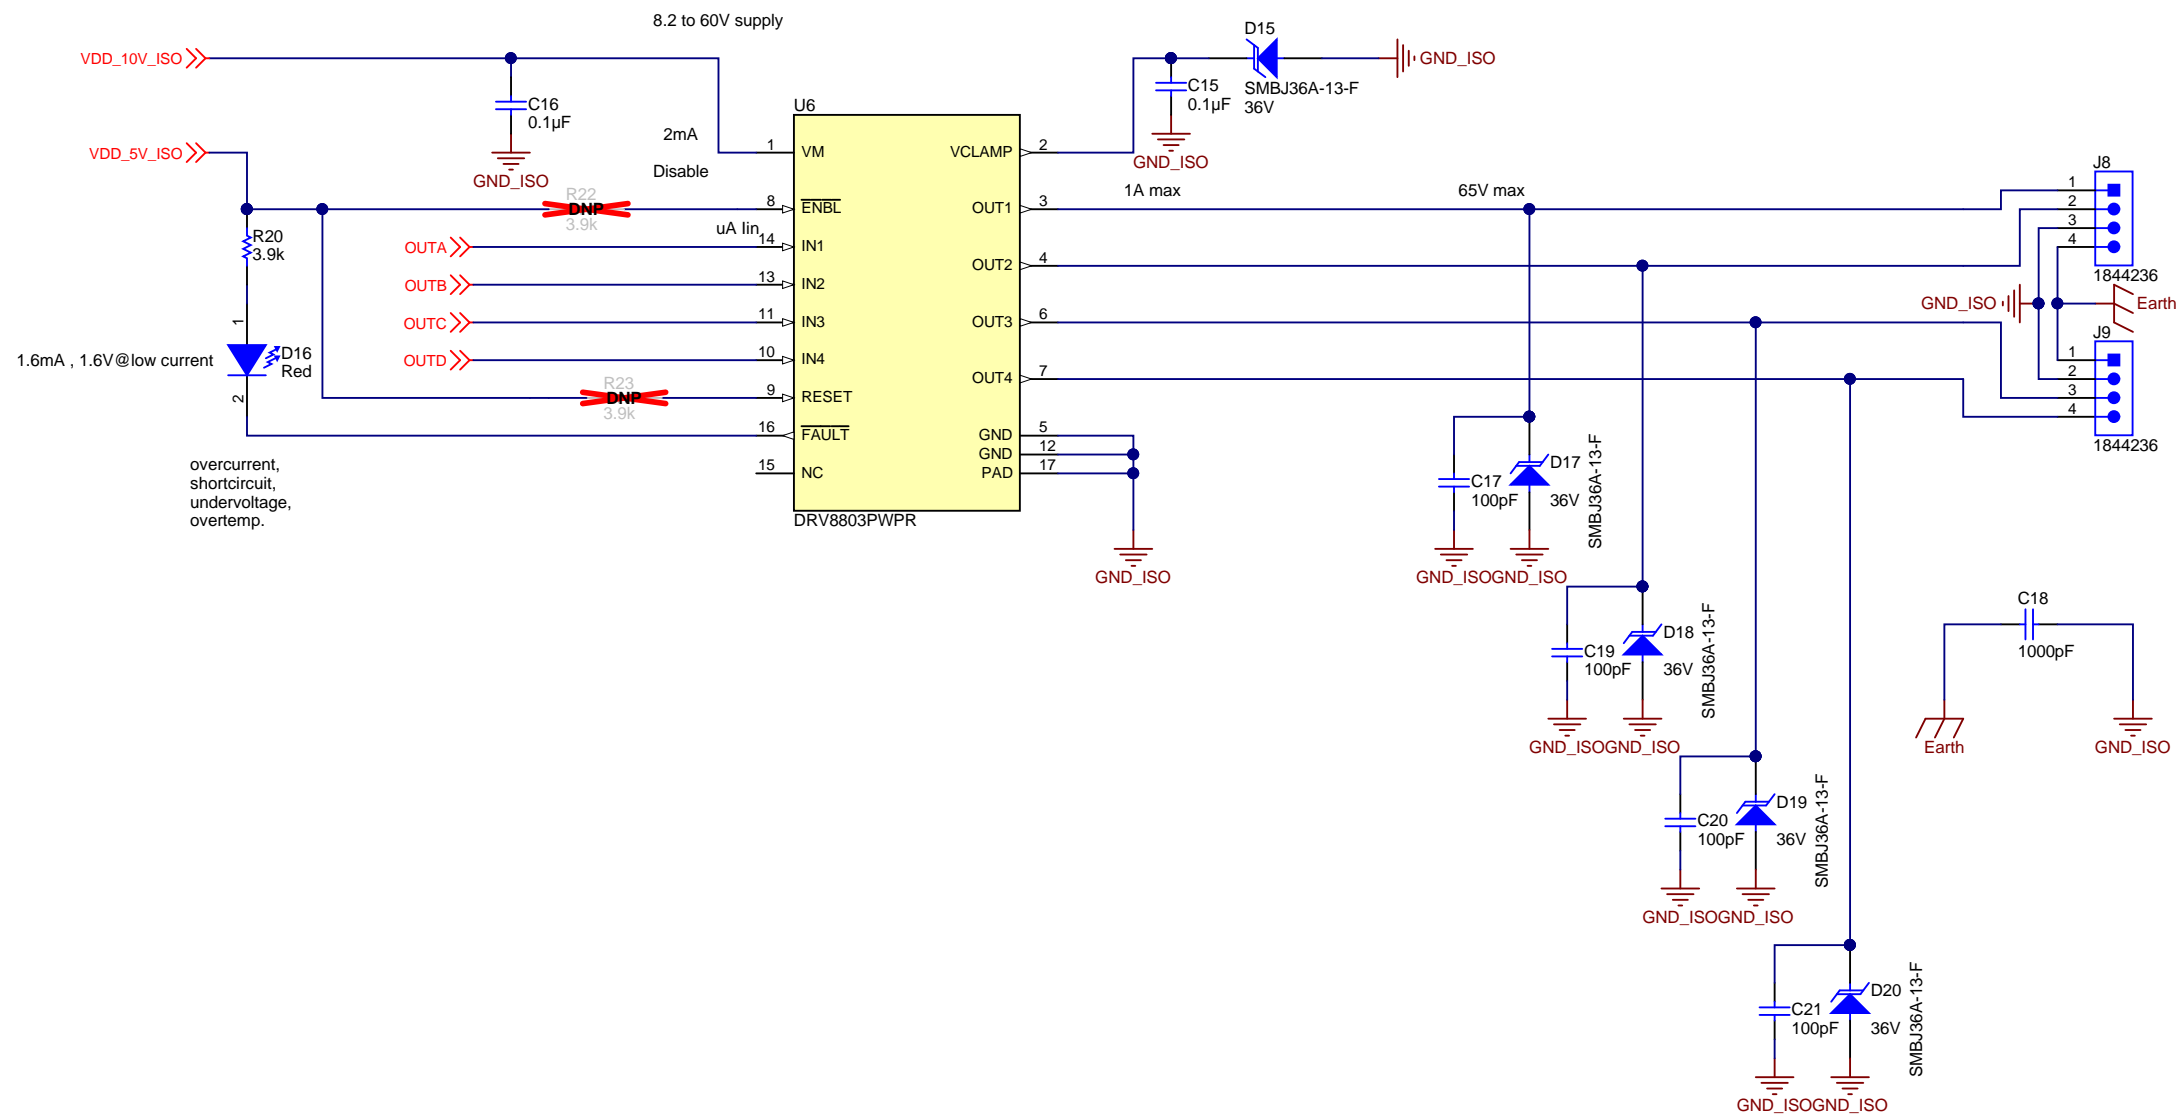 8.2 to 60V supply
VDD_10V_ISO
C16
0.1µF
GND_ISO
VDD_5V_ISO
2mA
Disable
R22
DNP
3.9k
uA Iin
R20
3.9k
OUTA
OUTB
OUTC
OUTD
1
D16
Red
2
1.6mA , 1.6V@low current
R23
DNP
3.9k
overcurrent,
shortcircuit,
undervoltage,
overtemp.
U6
1 VM
8 ENBL
14 IN1
13 IN2
11 IN3
10 IN4
9 RESET
16 FAULT
15 NC
VCLAMP 2
OUT1 3
OUT2 4
OUT3 6
OUT4 7
GND 5
GND 12
PAD 17
DRV8803PWPR
GND_ISO
D15
SMBJ36A-13-F
36V
GND_ISO
C15
0.1µF
GND_ISO
1A max
65V max
J8
1
2
3
4
1844236
GND_ISO
Earth
J9
1
2
3
4
1844236
C17
100pF
D17
36V
SMBJ36A-13-F
GND_ISO
GND_ISO
C19
100pF
D18
36V
SMBJ36A-13-F
GND_ISO
GND_ISO
C20
100pF
D19
36V
SMBJ36A-13-F
GND_ISO
GND_ISO
C21
100pF
D20
36V
SMBJ36A-13-F
GND_ISO
GND_ISO
C18
1000pF
Earth
GND_ISO